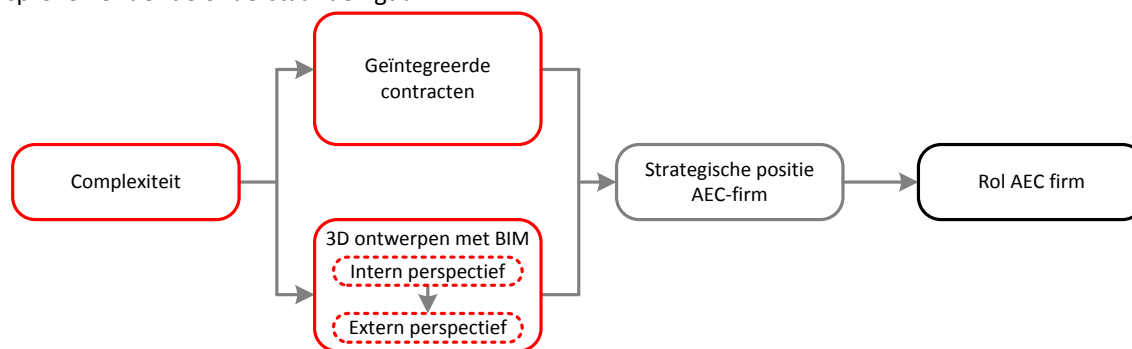 Geïntegreerde
contracten
Complexiteit
Strategische positie
AEC-firm
Rol AEC firm
3D ontwerpen met BIM
Intern perspectief
Extern perspectief